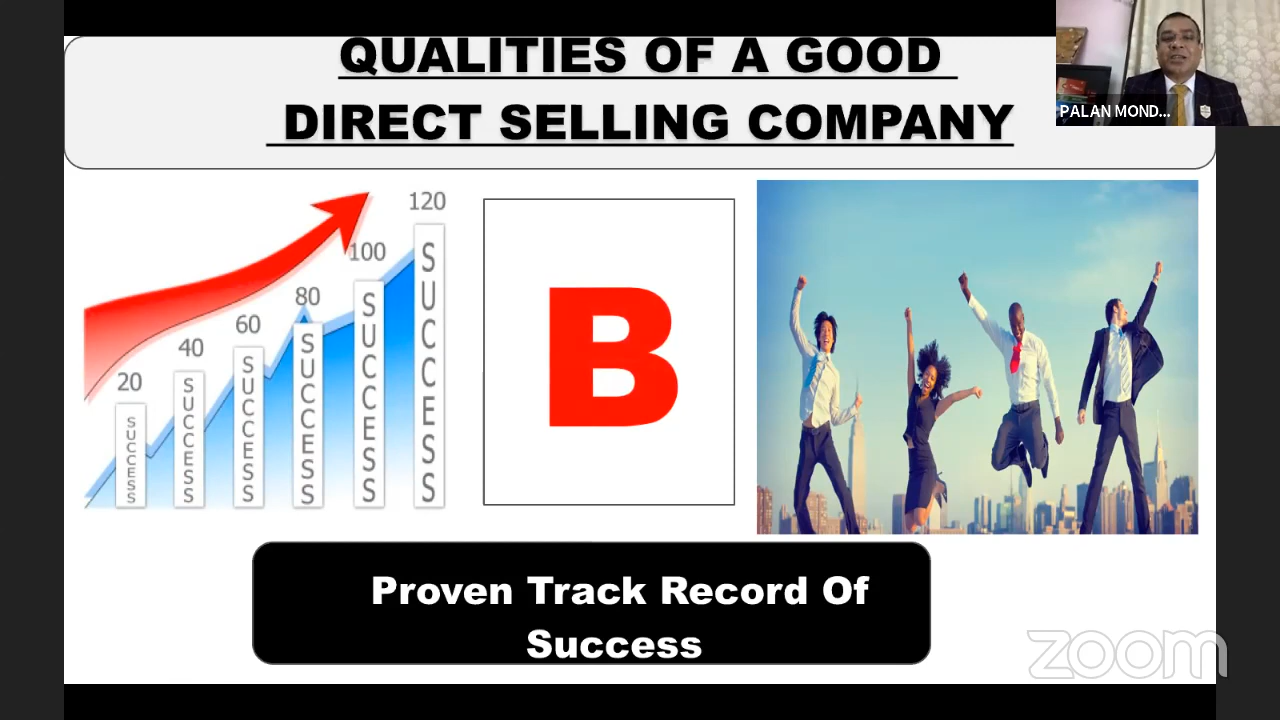 QUALITIES OF A GOOD
DIRECT SELLING COMPANY
PALAN MOND...
20
40
60
80
100
120
SUCCESS
SUCCESS
SUCCESS
SUCCESS
SUCCESS
SUCCESS
B
Proven Track Record Of
Success
zoom